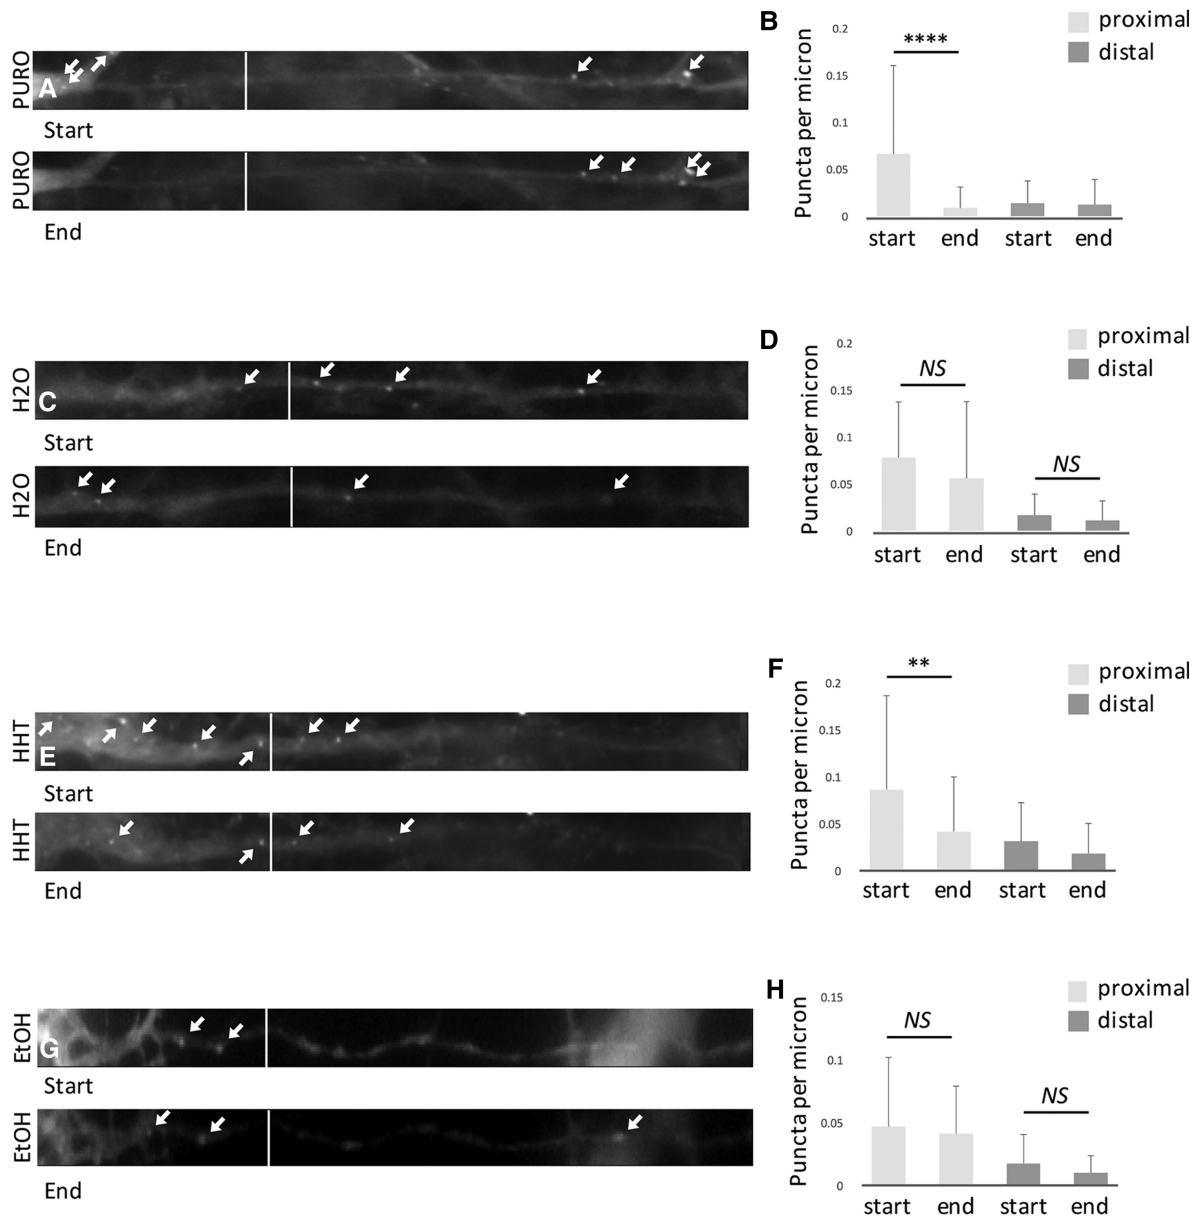 PURO
A
Start
PURO
End
B
proximal
distal
Puncta per micron
0.2
0.15
0.1
0.05
0
****
start end start end
H2O
C
Start
H2O
End
D
proximal
distal
Puncta per micron
0.2
0.15
0.1
0.05
0
NS
NS
start end start end
HHT
E
Start
HHT
End
F
proximal
distal
Puncta per micron
0.2
0.15
0.1
0.05
0
**
start end start end
EtOH
G
Start
EtOH
End
H
proximal
distal
Puncta per micron
0.15
0.1
0.05
0
NS
NS
start end start end